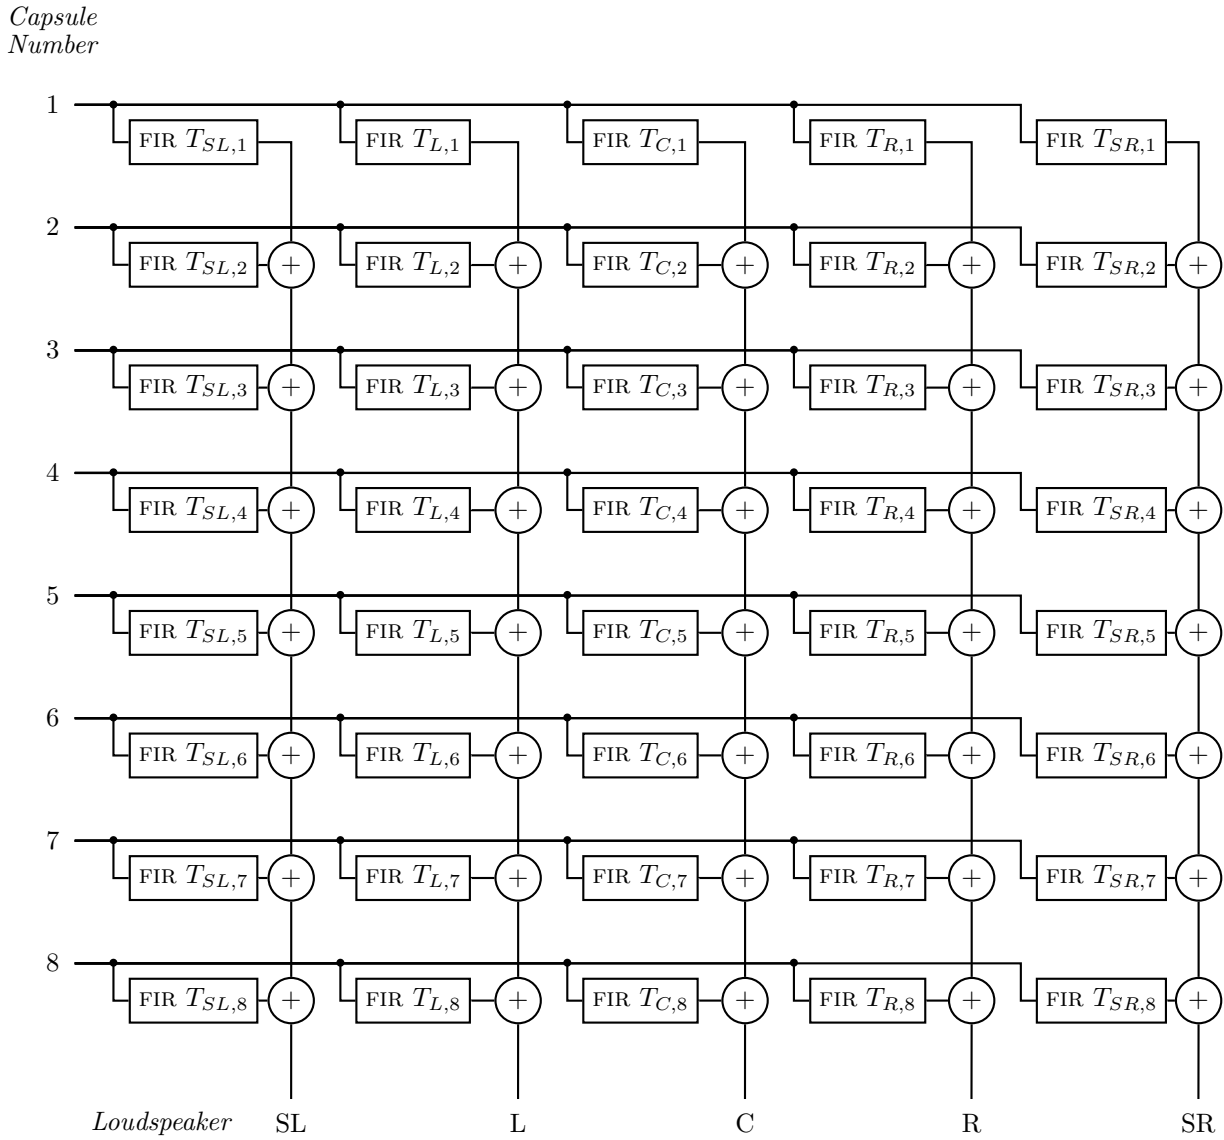 Capsule
Number
1
FIR T_{SL,1} FIR T_{L,1} FIR T_{C,1} FIR T_{R,1} FIR T_{SR,1}
2
FIR T_{SL,2} + FIR T_{L,2} + FIR T_{C,2} + FIR T_{R,2} + FIR T_{SR,2} +
3
FIR T_{SL,3} + FIR T_{L,3} + FIR T_{C,3} + FIR T_{R,3} + FIR T_{SR,3} +
4
FIR T_{SL,4} + FIR T_{L,4} + FIR T_{C,4} + FIR T_{R,4} + FIR T_{SR,4} +
5
FIR T_{SL,5} + FIR T_{L,5} + FIR T_{C,5} + FIR T_{R,5} + FIR T_{SR,5} +
6
FIR T_{SL,6} + FIR T_{L,6} + FIR T_{C,6} + FIR T_{R,6} + FIR T_{SR,6} +
7
FIR T_{SL,7} + FIR T_{L,7} + FIR T_{C,7} + FIR T_{R,7} + FIR T_{SR,7} +
8
FIR T_{SL,8} + FIR T_{L,8} + FIR T_{C,8} + FIR T_{R,8} + FIR T_{SR,8} +
Loudspeaker SL L C R SR